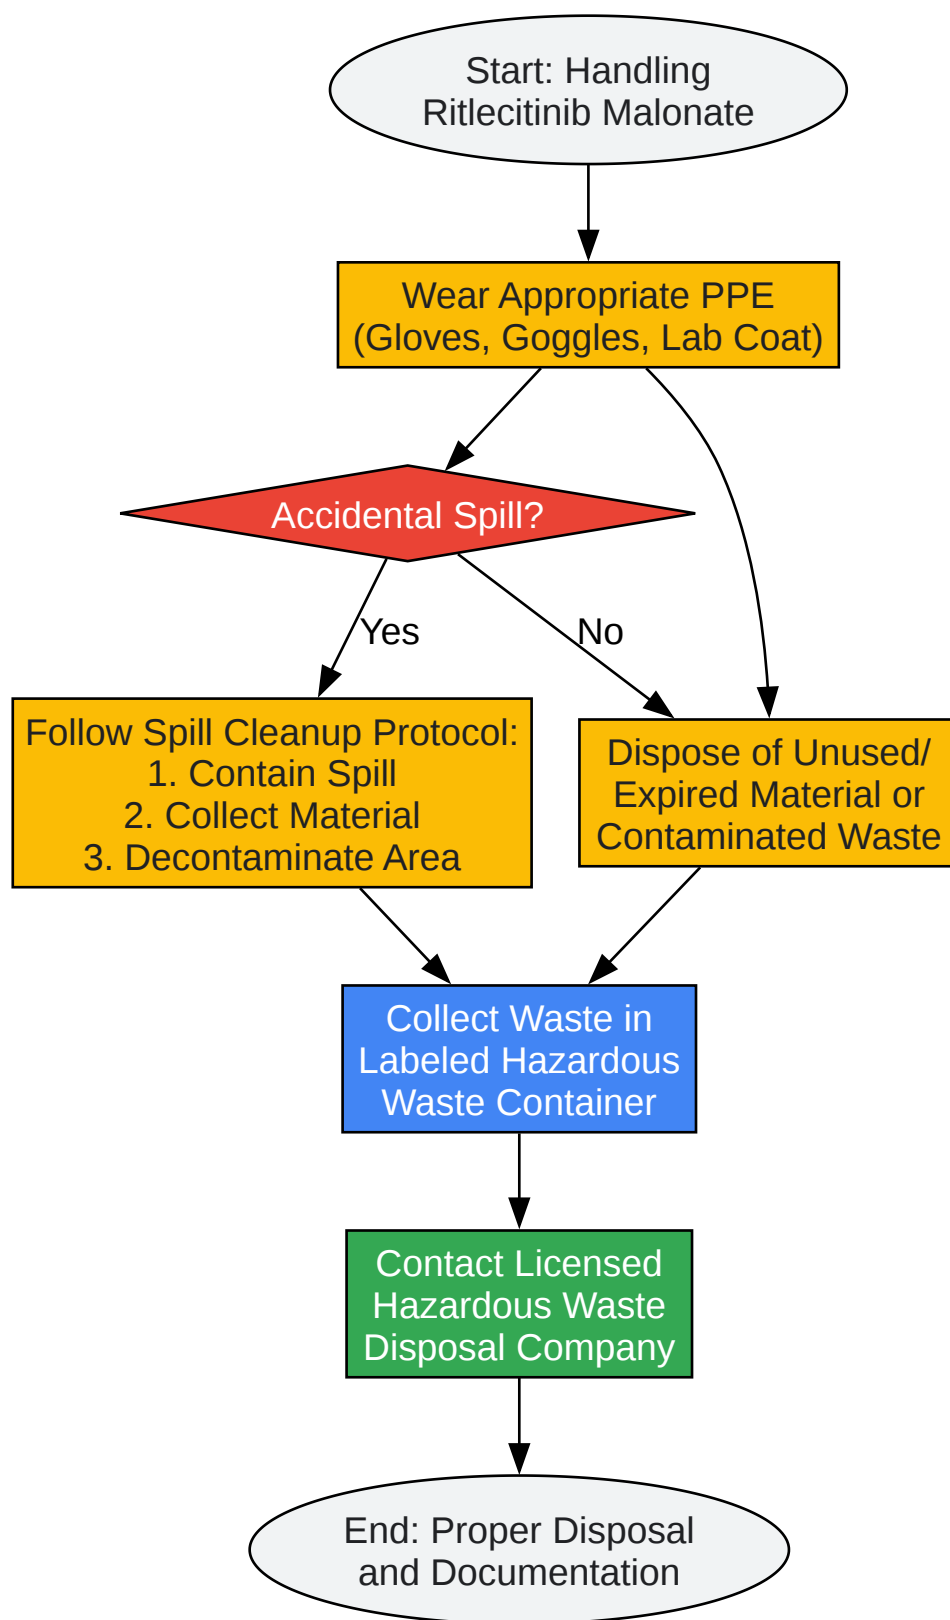 Start: Handling
Ritlecitinib Malonate
Wear Appropriate PPE
(Gloves, Goggles, Lab Coat)
Accidental Spill?
Yes
No
Follow Spill Cleanup Protocol:
1. Contain Spill
2. Collect Material
3. Decontaminate Area
Dispose of Unused/
Expired Material or
Contaminated Waste
Collect Waste in
Labeled Hazardous
Waste Container
Contact Licensed
Hazardous Waste
Disposal Company
End: Proper Disposal
and Documentation